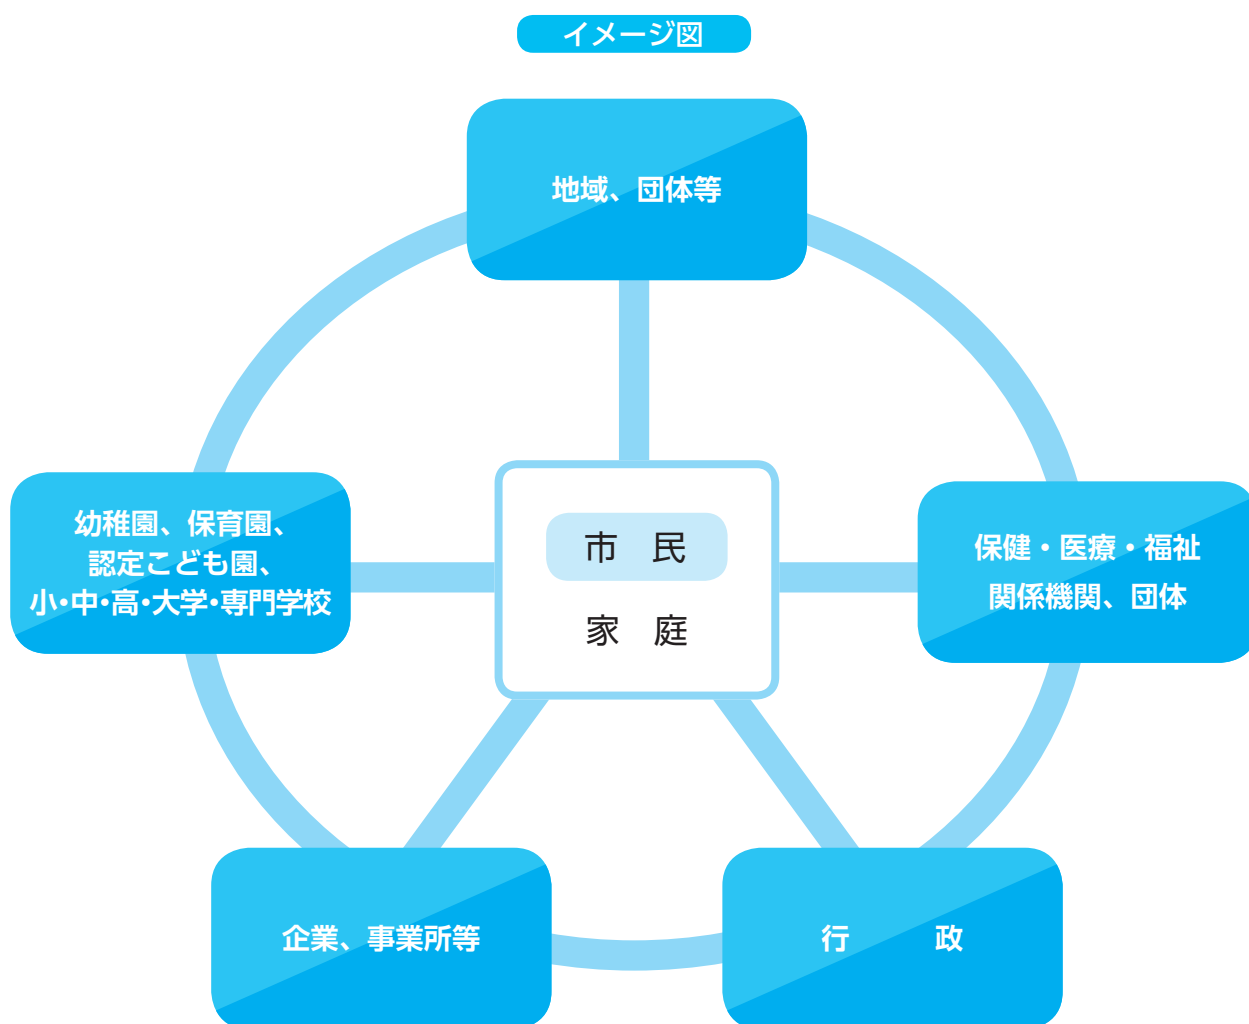 イメージ図
地域、団体等
幼稚園、保育園、
認定こども園、
小・中・高・大学・専門学校
市　民
家　庭
保健・医療・福祉
関係機関、団体
企業、事業所等
行　　　政